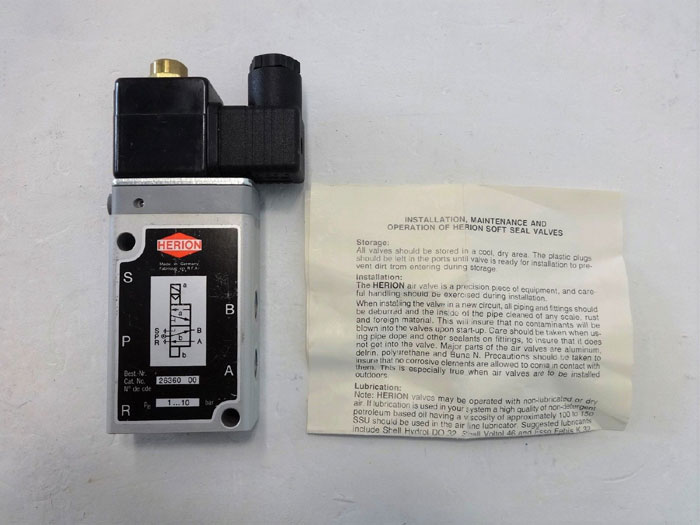 HERION
Made in Germany
S
P
R
B
A
a
S
P
R
B
A
b
Best-Nr.
Cat. No.
N° de cde
26360 00
1...10 bar
INSTALLATION, MAINTENANCE AND
OPERATION OF HERION SOFT SEAL VALVES
Storage:
All valves should be stored in a cool, dry area. The plastic plugs
should be left in the ports until valve is ready for installation to pre-
vent dirt from entering during storage.
Installation:
The HERION air valve is a precision piece of equipment, and care-
ful handling should be exercised during installation.
When installing the valve in a new circuit, all piping and fittings should
be deburred and the inside of the pipe cleaned of any scale, rust
and foreign material. This will insure that no contaminants will be
blown into the valves upon start-up. Care should be taken when us-
ing pipe dope and other sealants on fittings, to insure that it does
not get into the valve. Major parts of the air valves are aluminum,
delrin, polyurethane and Buna N. Precautions should be taken to
insure that no corrosive elements are allowed to come in contact with
them. This is especially true when air valves are to be installed
outdoors.
Lubrication:
Note: HERION valves may be operated with non-lubricated or dry
air. If lubrication is used in your system a high quality of non-detergent
petroleum based oil having a viscosity of approximately 100 to 150
SSU should be used in the air line lubricator. Suggested lubricants
include Shell Hydrol DO 32, Shell Voltol 46 and Esso Febis K 32